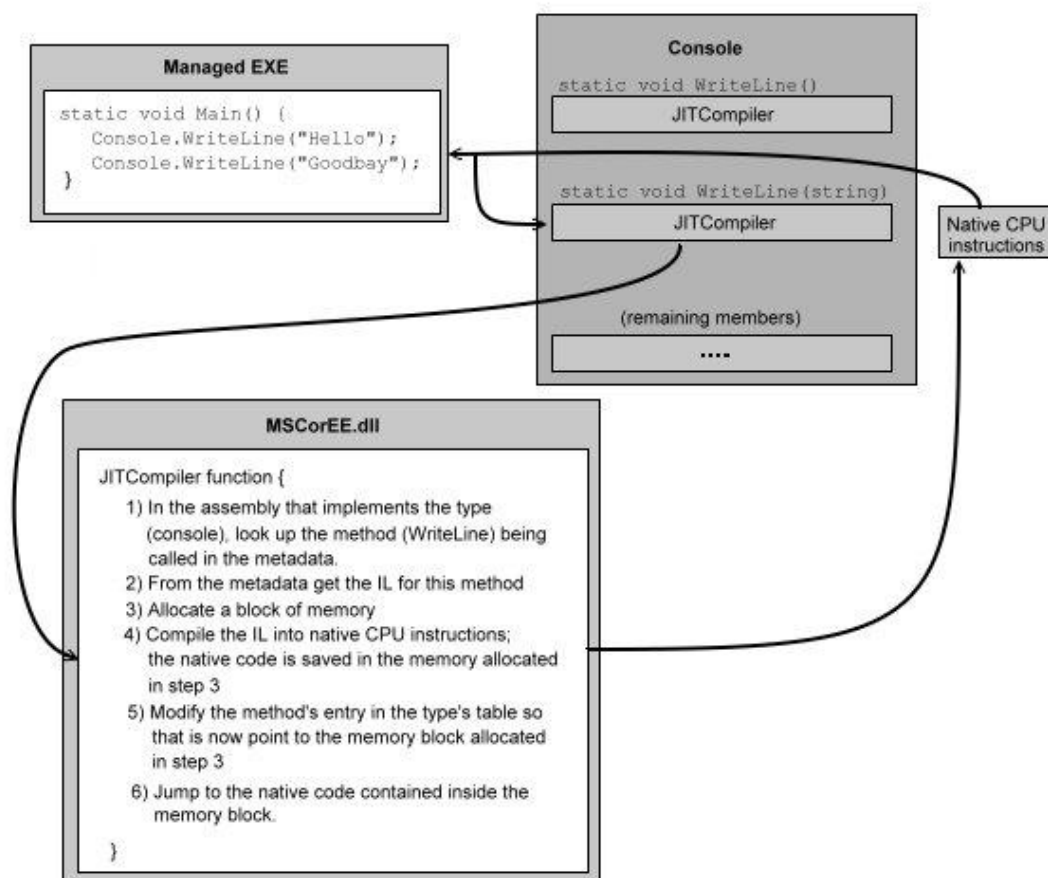 Managed EXE
static void Main() {
Console.WriteLine("Hello");
Console.WriteLine("Goodbay");
}
Console
static void WriteLine()
JITCompiler
static void WriteLine(string)
JITCompiler
(remaining members)
....
Native CPU
instructions
MSCorEE.dll
JITCompiler function {
1) In the assembly that implements the type
(console), look up the method (WriteLine) being
called in the metadata.
2) From the metadata get the IL for this method
3) Allocate a block of memory
4) Compile the IL into native CPU instructions;
the native code is saved in the memory allocated
in step 3
5) Modify the method's entry in the type's table so
that is now point to the memory block allocated
in step 3
6) Jump to the native code contained inside the
memory block.
}